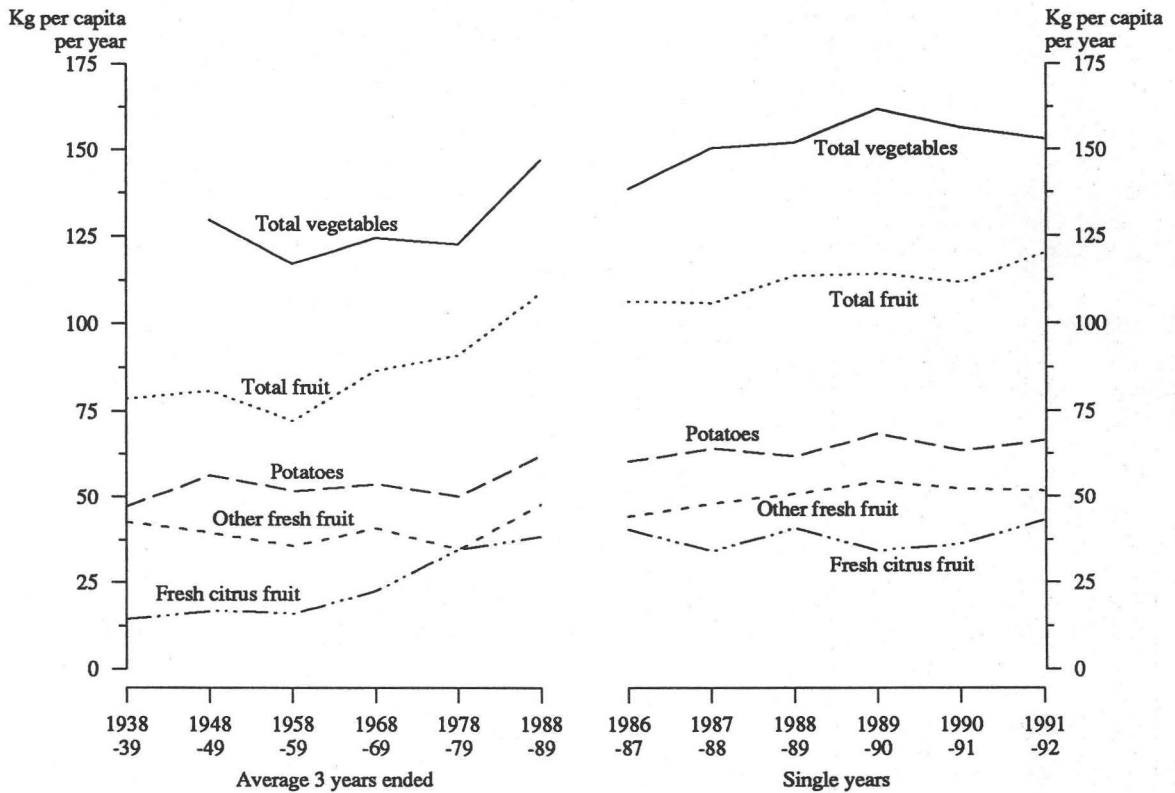 Kg per capita
per year
175
150
125
100
75
50
25
0
Total vegetables
Total fruit
Potatoes
Other fresh fruit
Fresh citrus fruit
1938
-39
1948
-49
1958
-59
1968
-69
1978
-79
1988
-89
Average 3 years ended
Kg per capita
per year
175
150
125
100
75
50
25
0
Total vegetables
Total fruit
Potatoes
Other fresh fruit
Fresh citrus fruit
1986
-87
1987
-88
1988
-89
1989
-90
1990
-91
1991
-92
Single years